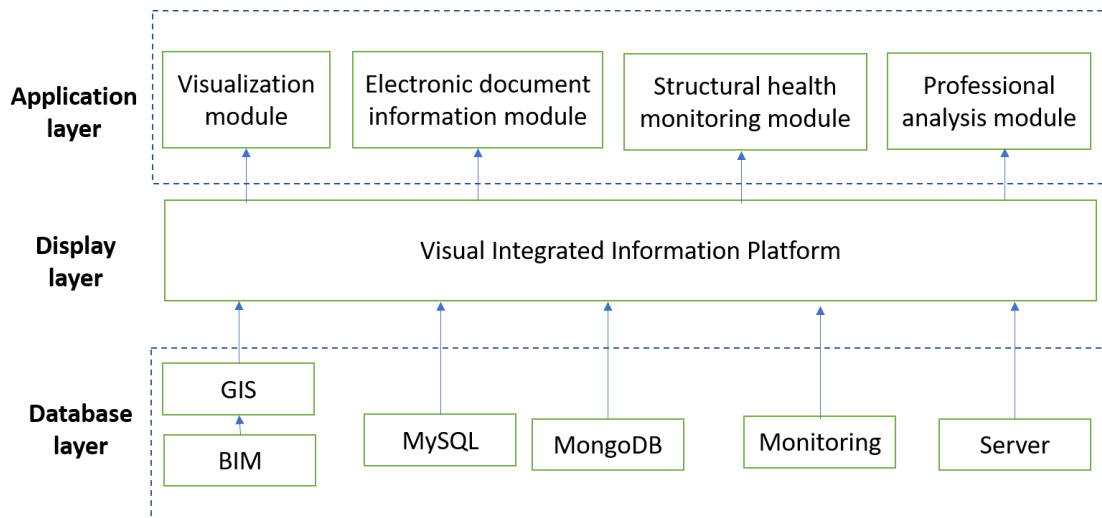 Application
layer
Visualization
module
Electronic document
information module
Structural health
monitoring module
Professional
analysis module
Display
layer
Visual Integrated Information Platform
Database
layer
GIS
BIM
MySQL
MongoDB
Monitoring
Server